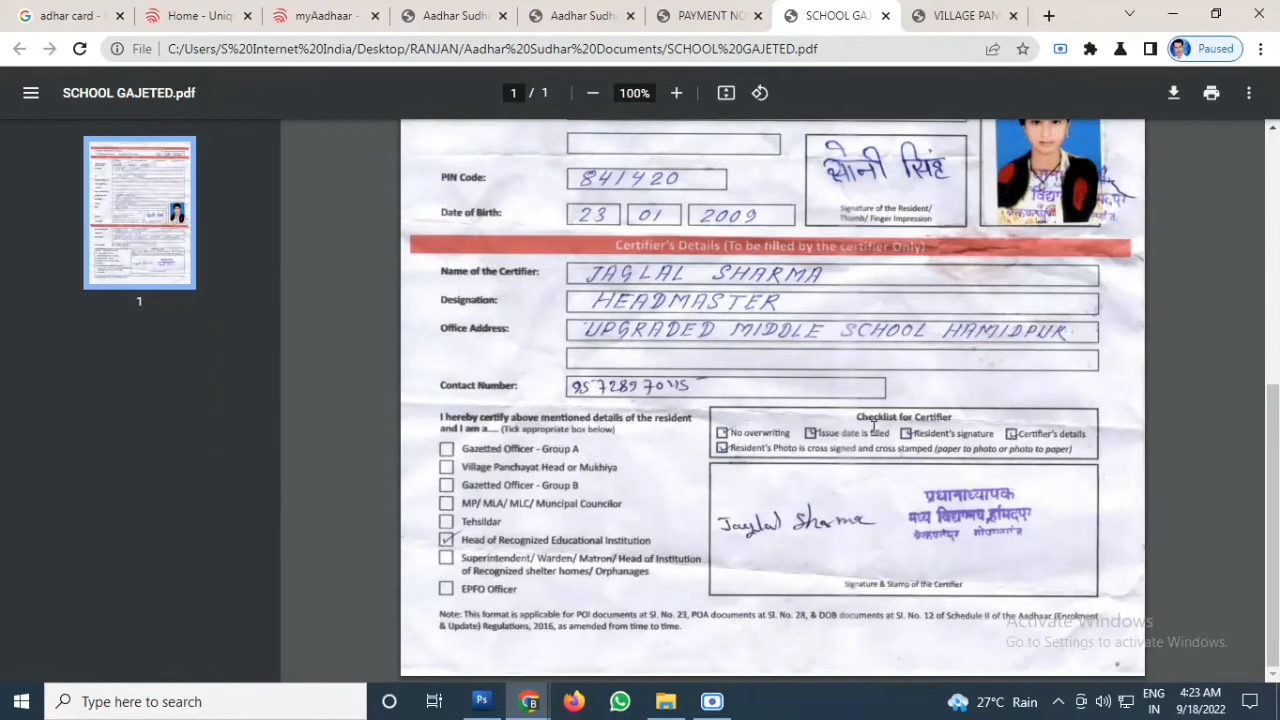 adhar card - S
Home - Uniq
myAadhaar -
Aadhar Sudh
Aadhar Sudh
PAYMENT NO
SCHOOL GAJE
VILLAGE PAN
File C:/Users/S%20Internet%20India/Desktop/RANJAN/Aadhar%20Sudhar%20Documents/SCHOOL%20GAJETED.pdf
Paused
SCHOOL GAJETED.pdf
1 / 1
100%
1
PIN Code: 841420
सोनी सिंह
Signature of the Resident/
Thumb/ Finger Impression
Date of Birth: 23 01 2009
Certifier's Details (To be filled by the certifier Only)
Name of the Certifier: JAGLAL SHARMA
Designation: HEADMASTER
Office Address: UPGRADED MIDDLE SCHOOL HAMIDPUR
Contact Number:
I hereby certify above mentioned details of the resident
and I am a.... (Tick appropriate box below)
Gazetted Officer - Group A
Village Panchayat Head or Mukhiya
Gazetted Officer - Group B
MP/ MLA/ MLC/ Muncipal Councilor
Tehsildar
Head of Recognized Educational Institution
Superintendent/ Warden/ Matron/ Head of Institution
of Recognized shelter homes/ Orphanages
EPFO Officer
Checklist for Certifier
No overwriting Issue date is filled Resident's signature Certifier's details
Resident's Photo is cross signed and cross stamped (paper to photo or photo to paper)
Jaglal Sharma
प्रधानाध्यापक
मध्य विद्यालय, हमिदपुर
Signature & Stamp of the Certifier
Note: This format is applicable for POI documents at Sl. No. 23, POA documents at Sl. No. 28, & DOB documents at Sl. No. 12 of Schedule II of the Aadhaar (Enrolment
& Update) Regulations, 2016, as amended from time to time.
Activate Windows
Go to Settings to activate Windows.
Type here to search
27°C Rain
ENG
IN
4:23 AM
9/18/2022